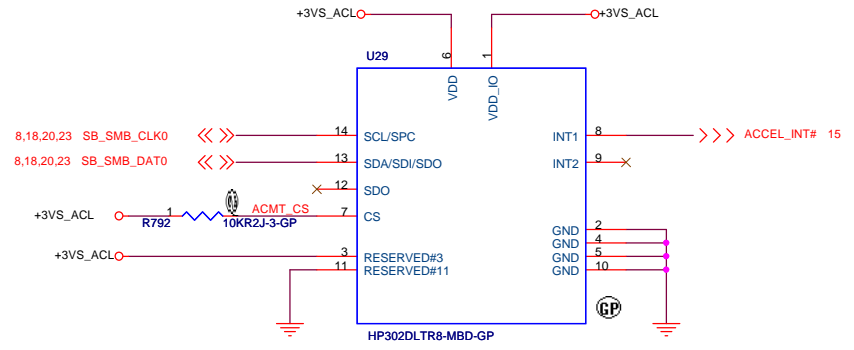 +3VS_ACL +3VS_ACL
U29
6 1
VDD VDD_IO
8,18,20,23 SB_SMB_CLK0 14 SCL/SPC INT1 8 ACCEL_INT# 15
8,18,20,23 SB_SMB_DAT0 13 SDA/SDI/SDO INT2 9
12 SDO
+3VS_ACL 1 ACMT_CS 7 CS
R792 10KR2J-3-GP
GND 2
GND 4
+3VS_ACL 3 RESERVED#3 GND 5
11 RESERVED#11 GND 10
GP
HP302DLTR8-MBD-GP